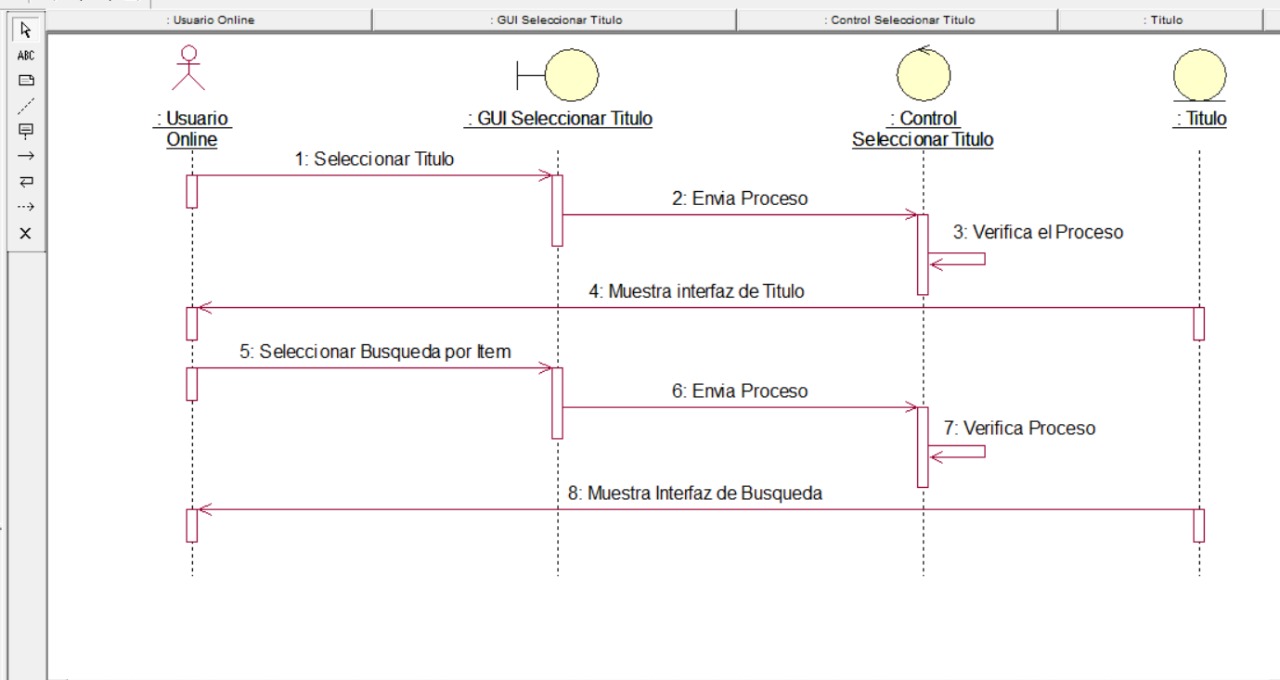 : Usuario Online
: GUI Seleccionar Titulo
: Control Seleccionar Titulo
: Titulo
ABC
: Usuario
Online
: GUI Seleccionar Titulo
: Control
Seleccionar Titulo
: Titulo
1: Seleccionar Titulo
2: Envia Proceso
3: Verifica el Proceso
4: Muestra interfaz de Titulo
5: Seleccionar Busqueda por Item
6: Envia Proceso
7: Verifica Proceso
8: Muestra Interfaz de Busqueda